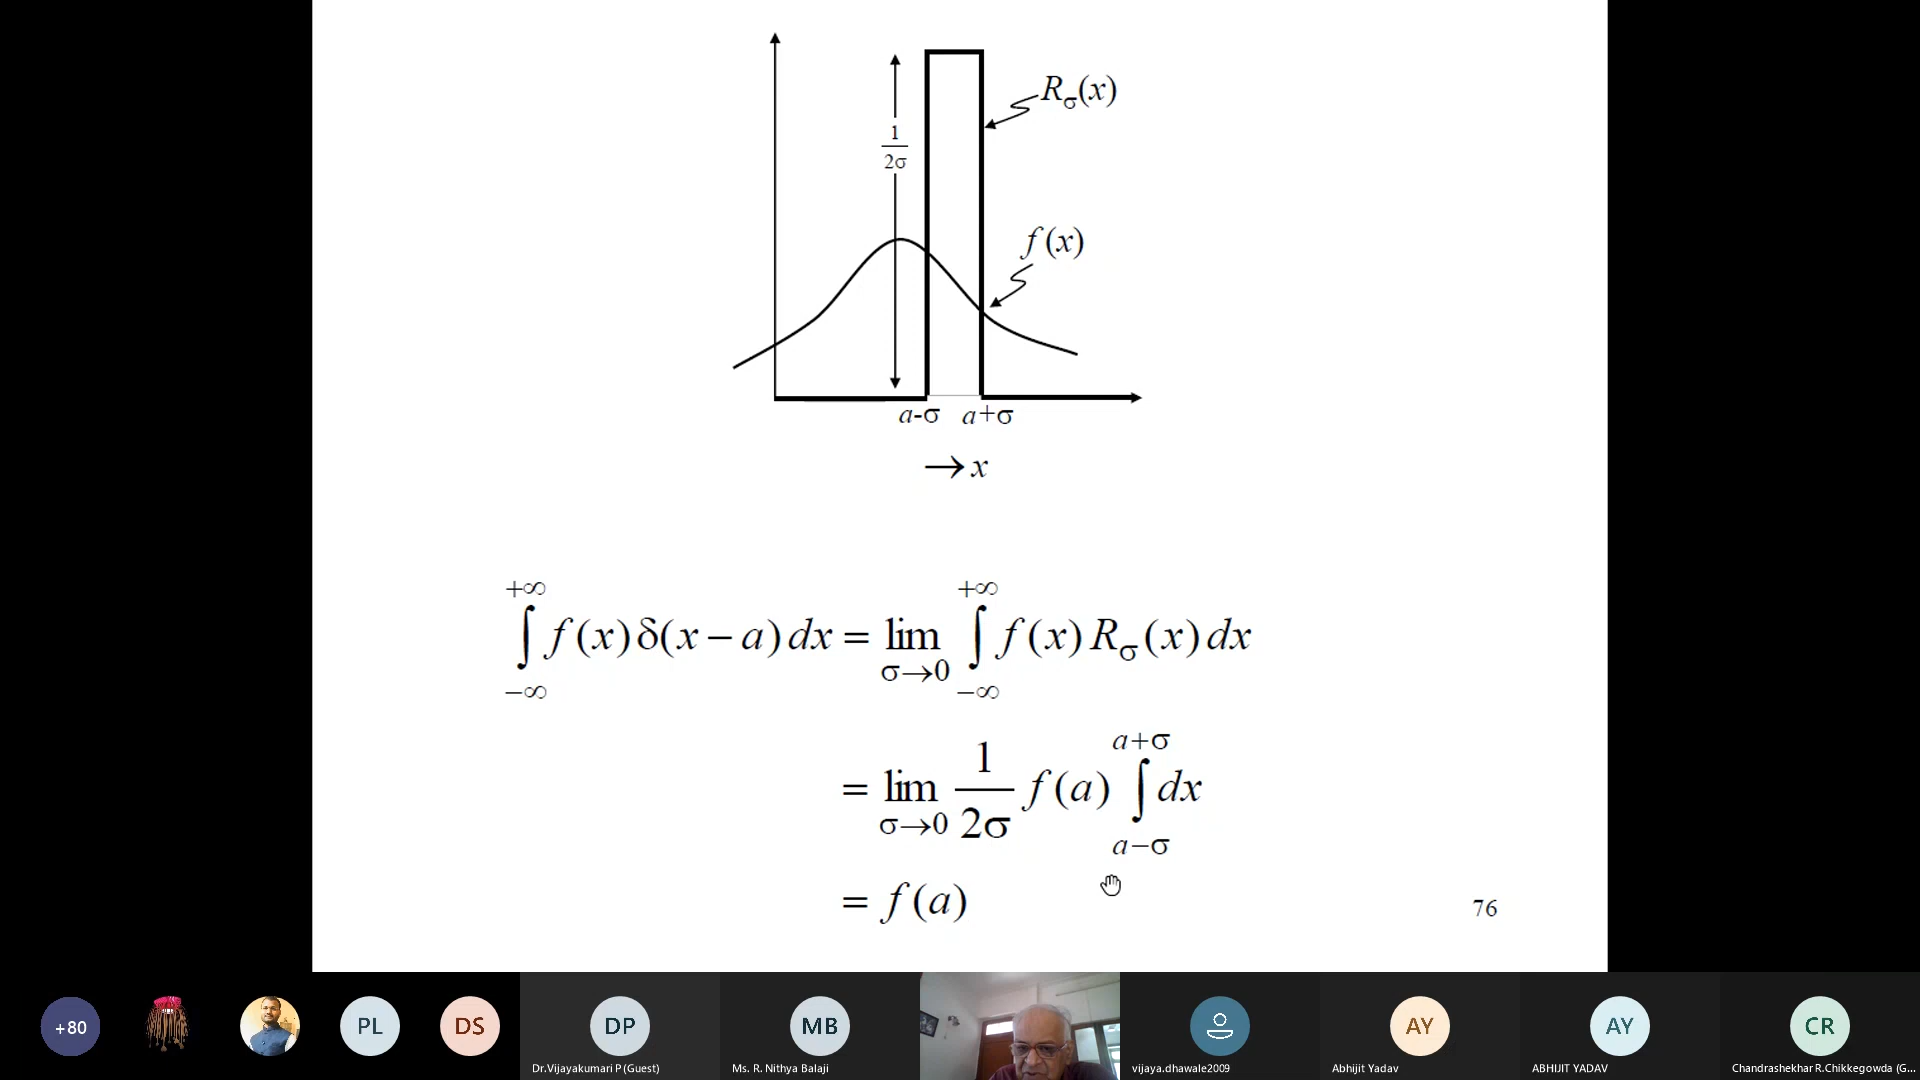 R_σ(x)
1/2σ
f(x)
a-σ a+σ
→x
∫_{-∞}^{+∞} f(x) δ(x − a) dx = lim_{σ→0} ∫_{-∞}^{+∞} f(x) R_σ(x) dx
= lim_{σ→0} 1/2σ f(a) ∫_{a−σ}^{a+σ} dx
= f(a)
76
+80
PL
DS
DP
MB
AY
AY
CR
Dr.Vijayakumari P (Guest)
Ms. R. Nithya Balaji
vijaya.dhawale2009
Abhijit Yadav
ABHIJIT YADAV
Chandrashekhar R.Chikkegowda (G...